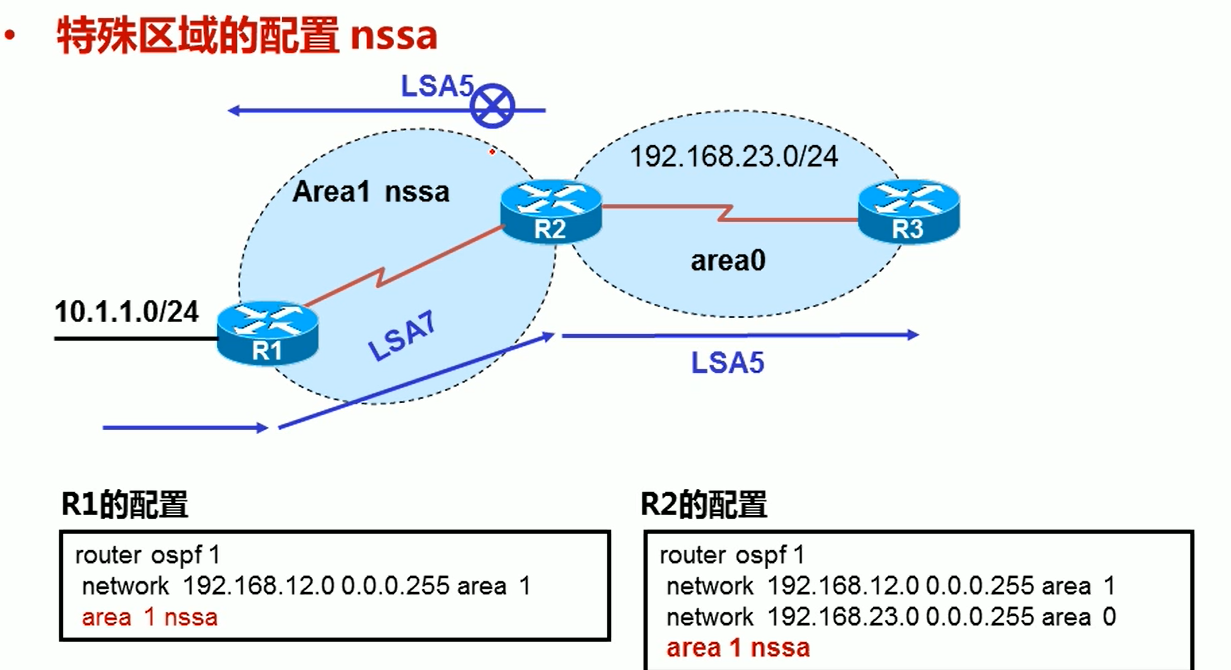 • 特殊区域的配置 nssa
LSA5
192.168.23.0/24
Area1 nssa
R2
R3
area0
10.1.1.0/24
R1
LSA7
LSA5
R1的配置
router ospf 1
network 192.168.12.0 0.0.0.255 area 1
area 1 nssa
R2的配置
router ospf 1
network 192.168.12.0 0.0.0.255 area 1
network 192.168.23.0 0.0.0.255 area 0
area 1 nssa